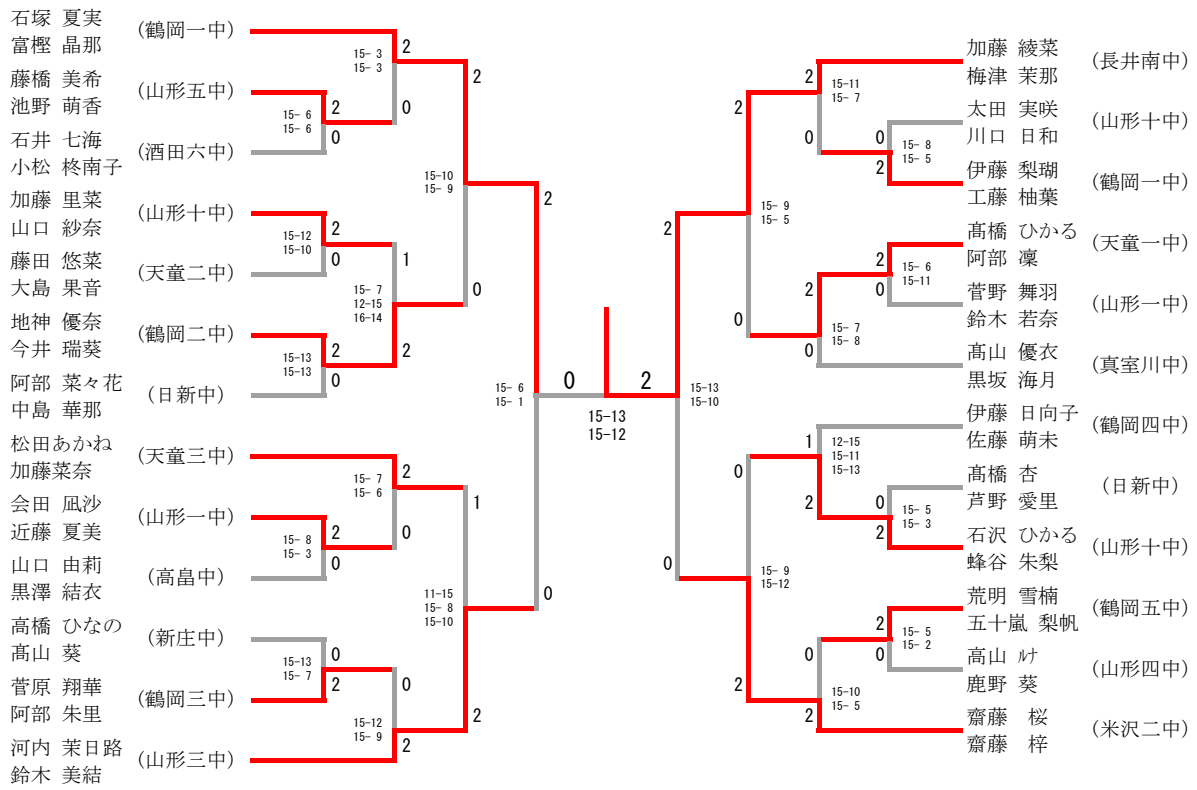 石塚 夏実
富樫 晶那
(鶴岡一中)
藤橋 美希
池野 萌香
(山形五中)
石井 七海
小松 柊南子
(酒田六中)
加藤 里菜
山口 紗奈
(山形十中)
藤田 悠菜
大島 果音
(天童二中)
地神 優奈
今井 瑞葵
(鶴岡二中)
阿部 菜々花
中島 華那
(日新中)
松田あかね
加藤菜奈
(天童三中)
会田 凪沙
近藤 夏美
(山形一中)
山口 由莉
黒澤 結衣
(高畠中)
高橋 ひなの
髙山 葵
(新庄中)
菅原 翔華
阿部 朱里
(鶴岡三中)
河内 茉日路
鈴木 美結
(山形三中)
15- 6
15- 6
2
0
15-12
15-10
2
0
15-13
15-13
2
0
15- 8
15- 3
2
0
15-13
15- 7
0
2
15- 3
15- 3
2
0
15- 7
12-15
16-14
1
2
15- 7
15- 6
2
0
15-12
15- 9
0
2
15-10
15- 9
2
0
11-15
15- 8
15-10
1
2
15- 6
15- 1
2
0
0
2
15-13
15-12
2
0
15-13
15-10
2
0
15- 9
15- 5
0
2
15- 9
15-12
2
0
15-11
15- 7
2
0
15- 7
15- 8
1
2
12-15
15-11
15-13
0
2
15-10
15- 5
0
2
15- 8
15- 5
2
0
15- 6
15-11
0
2
15- 5
15- 3
2
0
15- 5
15- 2
加藤 綾菜
梅津 茉那
(長井南中)
太田 実咲
川口 日和
(山形十中)
伊藤 梨瑚
工藤 柚葉
(鶴岡一中)
髙橋 ひかる
阿部 凜
(天童一中)
菅野 舞羽
鈴木 若奈
(山形一中)
髙山 優衣
黒坂 海月
(真室川中)
伊藤 日向子
佐藤 萌未
(鶴岡四中)
髙橋 杏
芦野 愛里
(日新中)
石沢 ひかる
蜂谷 朱梨
(山形十中)
荒明 雪楠
五十嵐 梨帆
(鶴岡五中)
高山 ﾙﾅ
鹿野 葵
(山形四中)
齋藤 桜
齋藤 梓
(米沢二中)